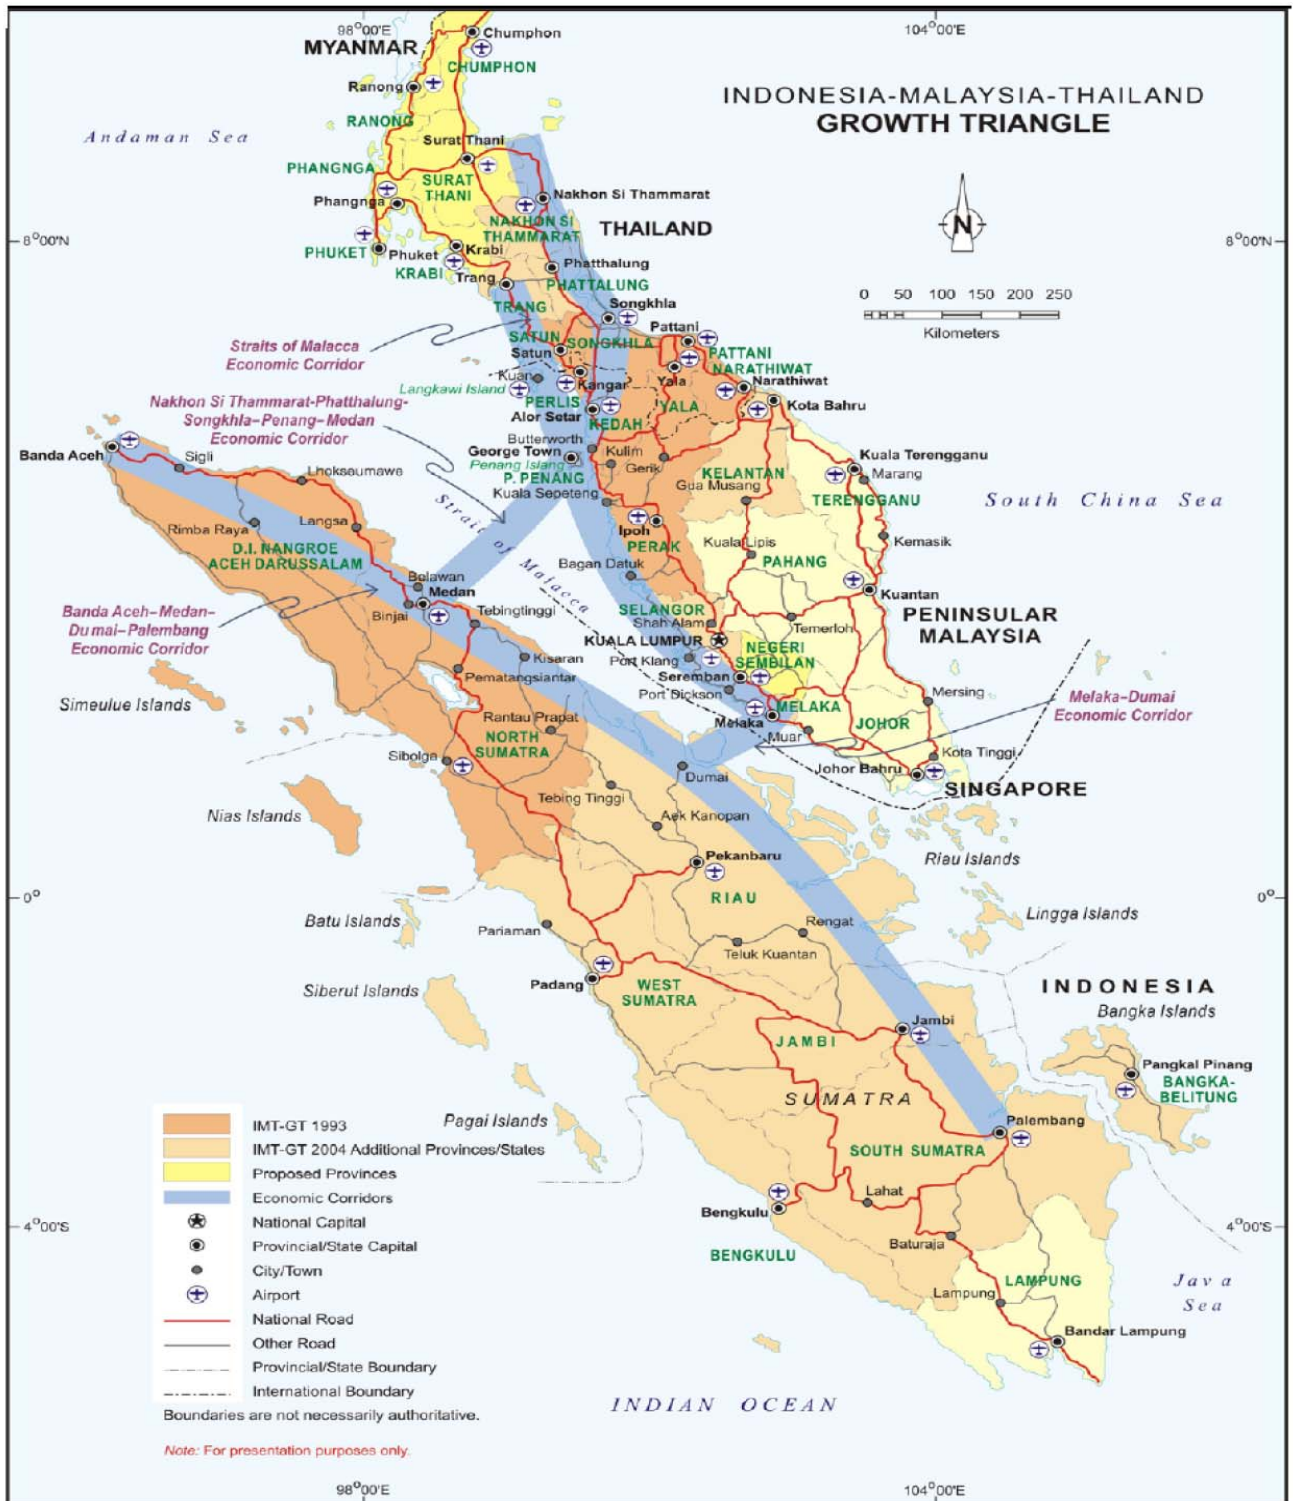 98°00'E
104°00'E
MYANMAR
Chumphon
CHUMPHON
Ranong
RANONG
INDONESIA-MALAYSIA-THAILAND
GROWTH TRIANGLE
Andaman Sea
Surat Thani
PHANGNGA
SURAT
THANI
Phangnga
Nakhon Si Thammarat
NAKHON SI
THAMMARAT
THAILAND
N
8°00'N
8°00'N
PHUKET
Phuket
Krabi
KRABI
Phatthalung
Trang
PHATTALUNG
TRANG
Songkhla
0 50 100 150 200 250
Kilometers
Pattani
Straits of Malacca
Economic Corridor
SATUN
SONGKHLA
Satun
PATTANI
NARATHIWAT
Kuan
Langkawi Island
Kangar
Yala
Narathiwat
PERLIS
YALA
Kota Bahru
Nakhon Si Thammarat-Phatthalung-
Songkhla–Penang–Medan
Economic Corridor
Alor Setar
KEDAH
Butterworth
George Town
Kulim
Penang Islang
Gerik
P. PENANG
Kuala Sepeteng
Banda Aceh
Sigli
Lhokseumawe
KELANTAN
Gua Musang
Kuala Terengganu
Marang
TERENGGANU
South China Sea
Strait of Malacca
Rimba Raya
Langsa
Ipoh
PERAK
D.I. NANGROE
ACEH DARUSSALAM
Kuala Lipis
PAHANG
Kemasik
Bagan Datuk
Belawan
Medan
Kuantan
Binjai
Tebingtinggi
Banda Aceh–Medan–
Dumai–Palembang
Economic Corridor
SELANGOR
Shah Alam
Temerloh
PENINSULAR
MALAYSIA
KUALA LUMPUR
NEGERI
SEMBILAN
Kisaran
Port Klang
Pematangsiantar
Seremban
Port Dickson
Simeulue Islands
MELAKA
Mersing
Melaka–Dumai
Economic Corridor
Rantau Prapat
Melaka
JOHOR
Muar
NORTH
SUMATRA
Sibolga
Kota Tinggi
Johor Bahru
Dumai
SINGAPORE
Tebing Tinggi
Nias Islands
Aek Kanopan
Pekanbaru
Riau Islands
0°
0°
RIAU
Batu Islands
Lingga Islands
Pariaman
Rengat
Teluk Kuantan
Siberut Islands
Padang
WEST
SUMATRA
INDONESIA
Bangka Islands
Jambi
JAMBI
Pangkal Pinang
BANGKA-
BELITUNG
SUMATRA
Pagai Islands
Palembang
SOUTH SUMATRA
Lahat
Bengkulu
BENGKULU
Baturaja
4°00'S
4°00'S
LAMPUNG
Lampung
Java
Sea
Bandar Lampung
INDIAN OCEAN
IMT-GT 1993
IMT-GT 2004 Additional Provinces/States
Proposed Provinces
Economic Corridors
National Capital
Provincial/State Capital
City/Town
Airport
National Road
Other Road
Provincial/State Boundary
International Boundary
Boundaries are not necessarily authoritative.
Note: For presentation purposes only.
98°00'E
104°00'E